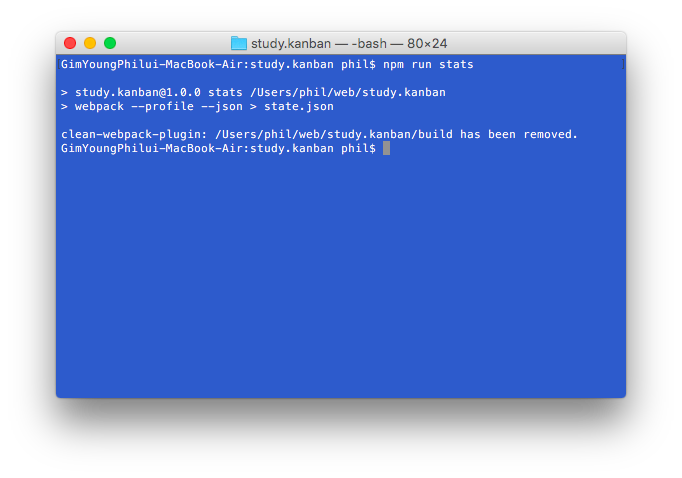 study.kanban — -bash — 80×24
GimYoungPhilui-MacBook-Air:study.kanban phil$ npm run stats
> study.kanban@1.0.0 stats /Users/phil/web/study.kanban
> webpack --profile --json > state.json
clean-webpack-plugin: /Users/phil/web/study.kanban/build has been removed.
GimYoungPhilui-MacBook-Air:study.kanban phil$